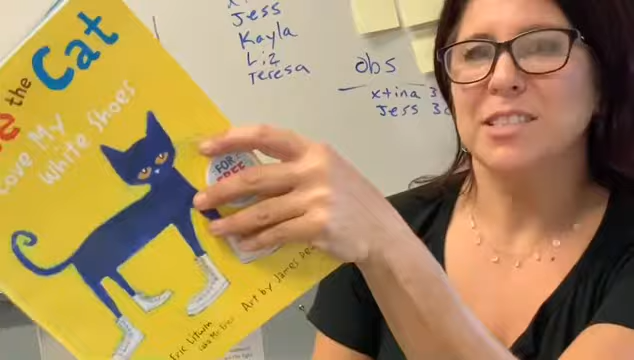 the
Cat
Love My
White Shoes
FOR
FREE
Art by James
Eric Litwin
Jess
Kayla
Liz
Teresa
obs
xtina 3
Jess 3